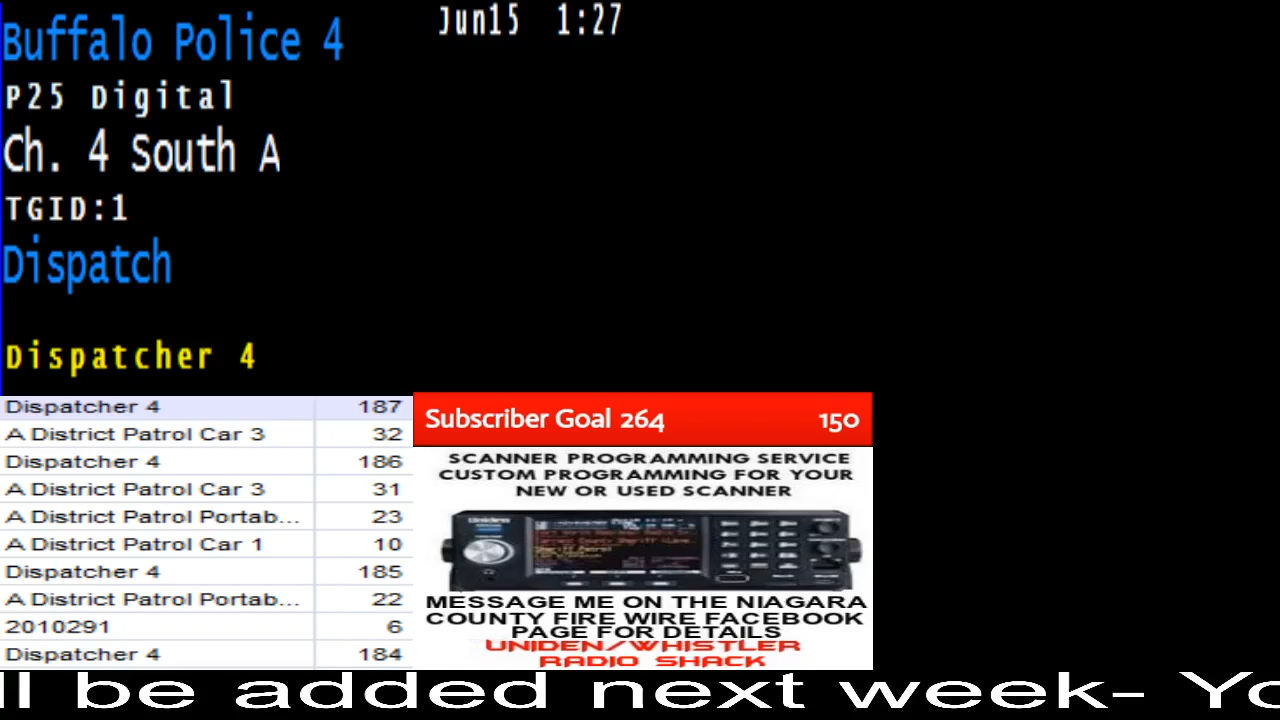 Buffalo Police 4
Jun15 1:27
P25 Digital
Ch. 4 South A
TGID:1
Dispatch
Dispatcher 4
Dispatcher 4 187
A District Patrol Car 3 32
Dispatcher 4 186
A District Patrol Car 3 31
A District Patrol Portab... 23
A District Patrol Car 1 10
Dispatcher 4 185
A District Patrol Portab... 22
2010291 6
Dispatcher 4 184
Subscriber Goal 264 150
SCANNER PROGRAMMING SERVICE
CUSTOM PROGRAMMING FOR YOUR
NEW OR USED SCANNER
Uniden
MESSAGE ME ON THE NIAGARA
COUNTY FIRE WIRE FACEBOOK
PAGE FOR DETAILS
UNIDEN/WHISTLER
RADIO SHACK
ll be added next week- Yo